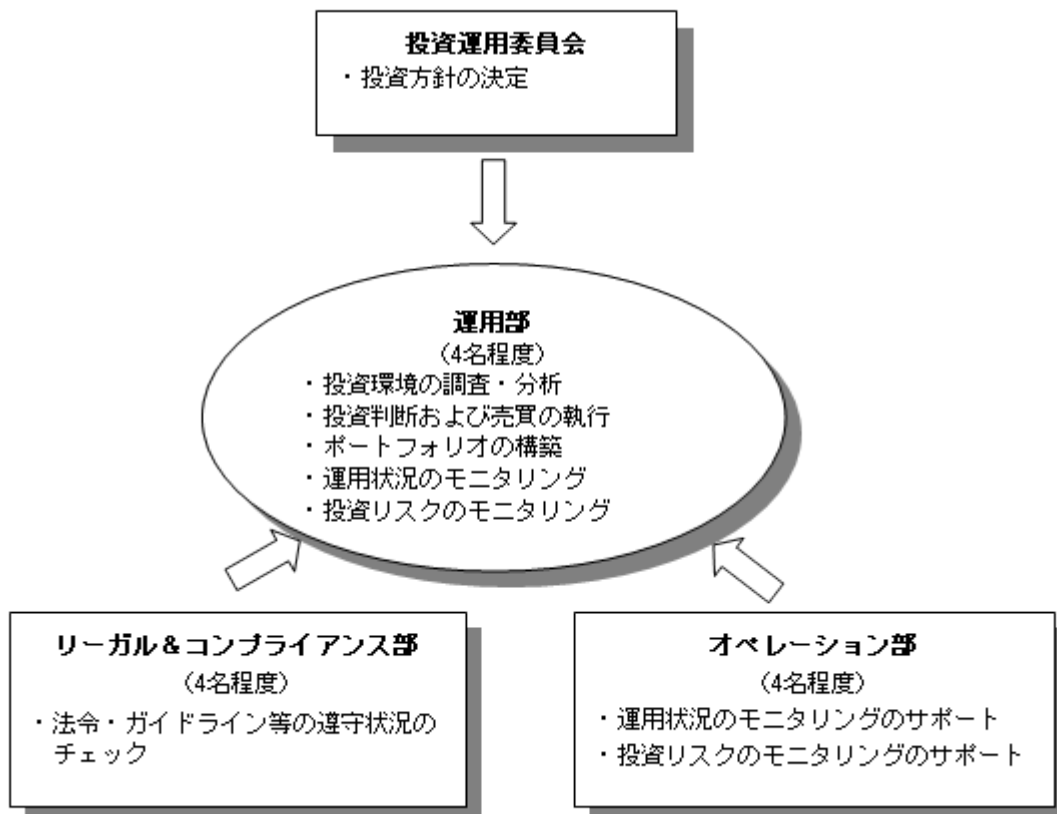 投資運用委員会
・投資方針の決定
運用部
(4名程度)
・投資環境の調査・分析
・投資判断および売買の執行
・ポートフォリオの構築
・運用状況のモニタリング
・投資リスクのモニタリング
リーガル&コンプライアンス部
(4名程度)
・法令・ガイドライン等の遵守状況の
チェック
オペレーション部
(4名程度)
・運用状況のモニタリングのサポート
・投資リスクのモニタリングのサポート